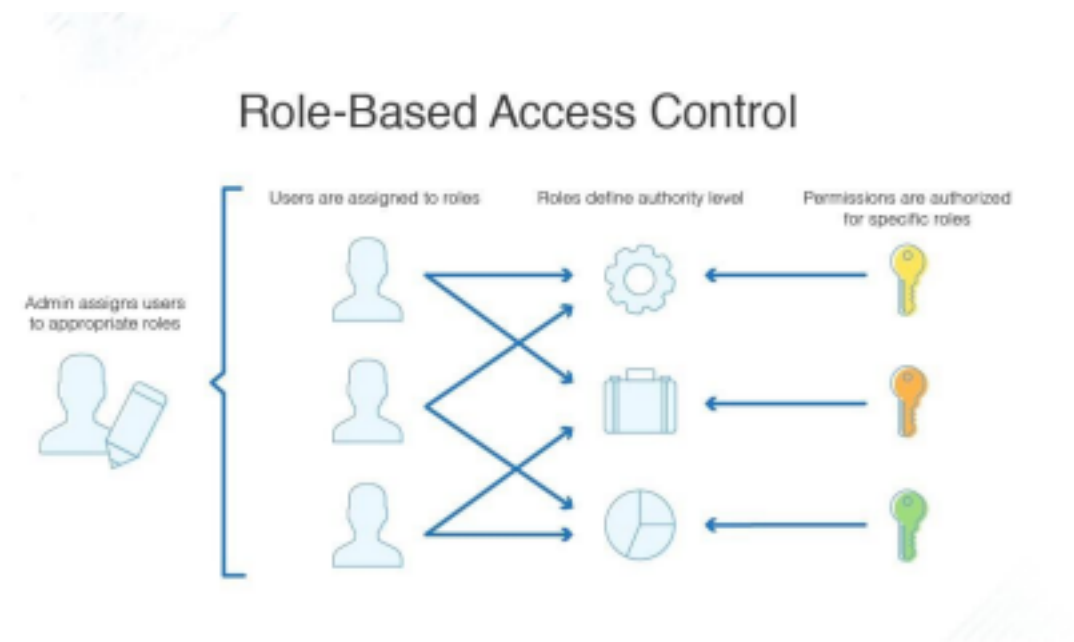 Role-Based Access Control
Users are assigned to roles
Roles define authority level
Permissions are authorized
for specific roles
Admin assigns users
to appropriate roles